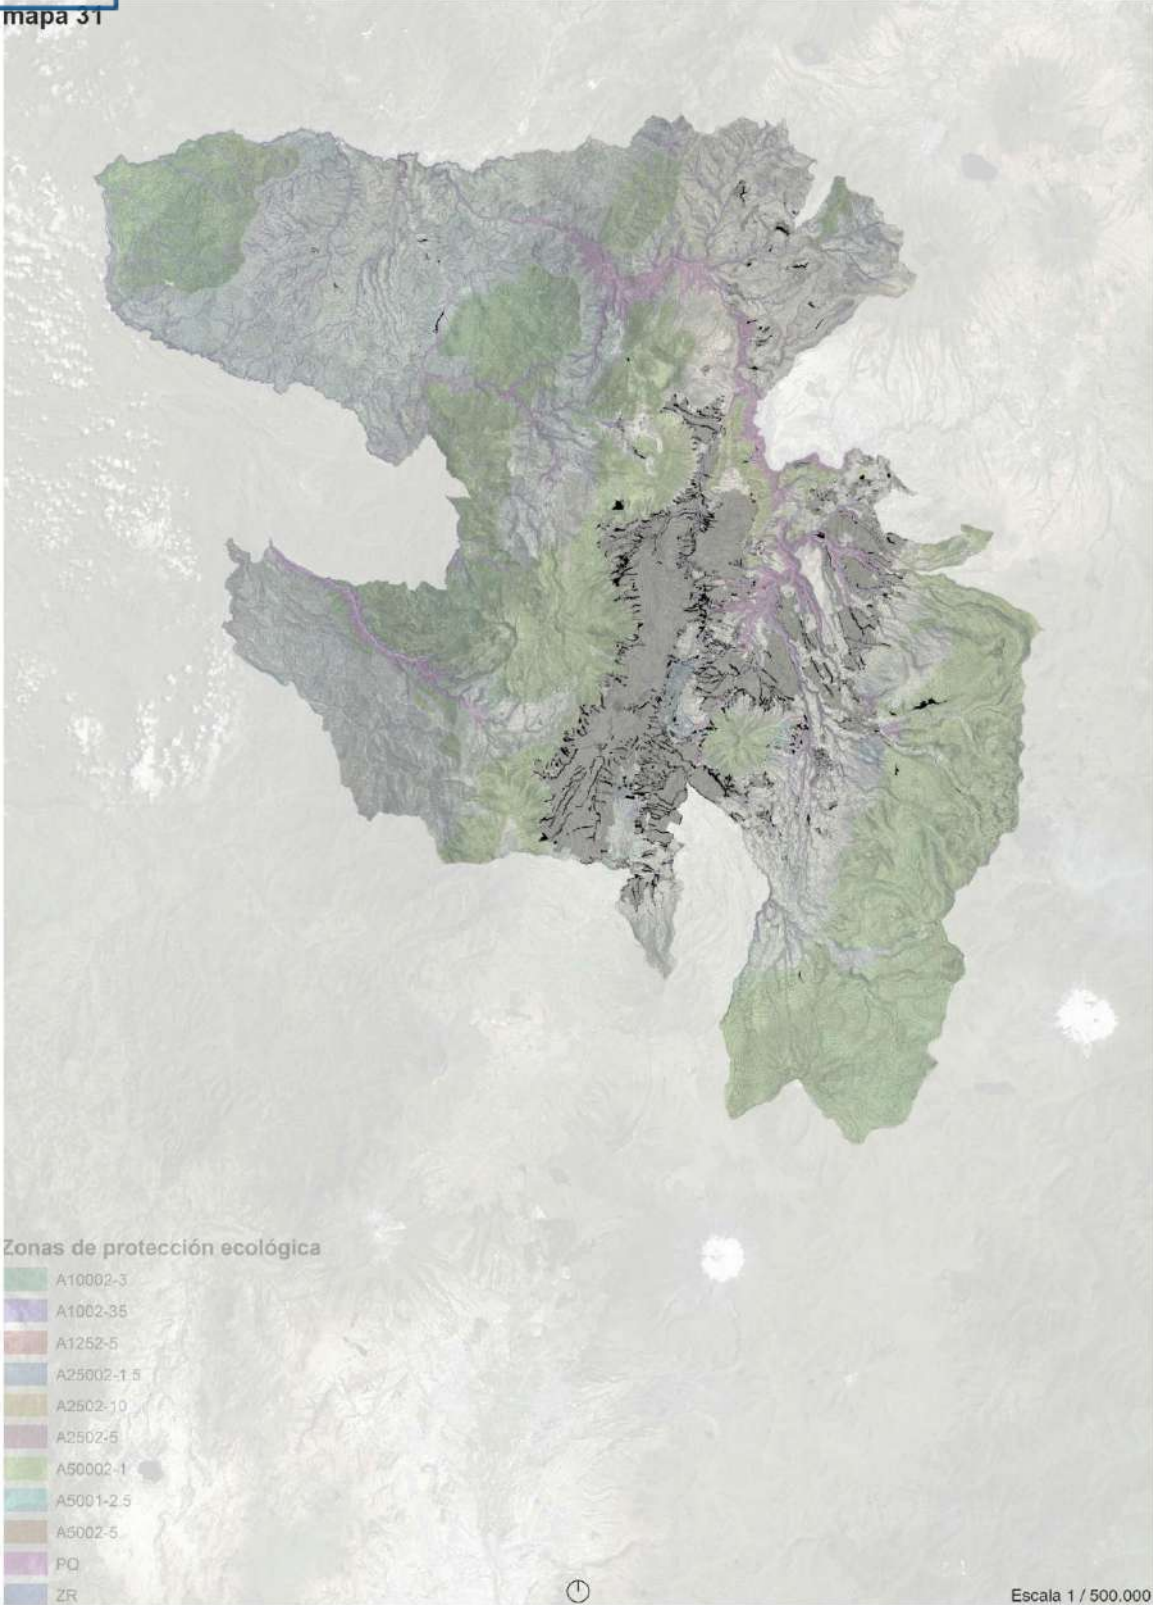 mapa 31
Zonas de protección ecológica
A10002-3
A1002-35
A1252-5
A25002-1.5
A2502-10
A2502-5
A50002-1
A5001-2.5
A5002-5
PQ
ZR
Escala 1 / 500.000